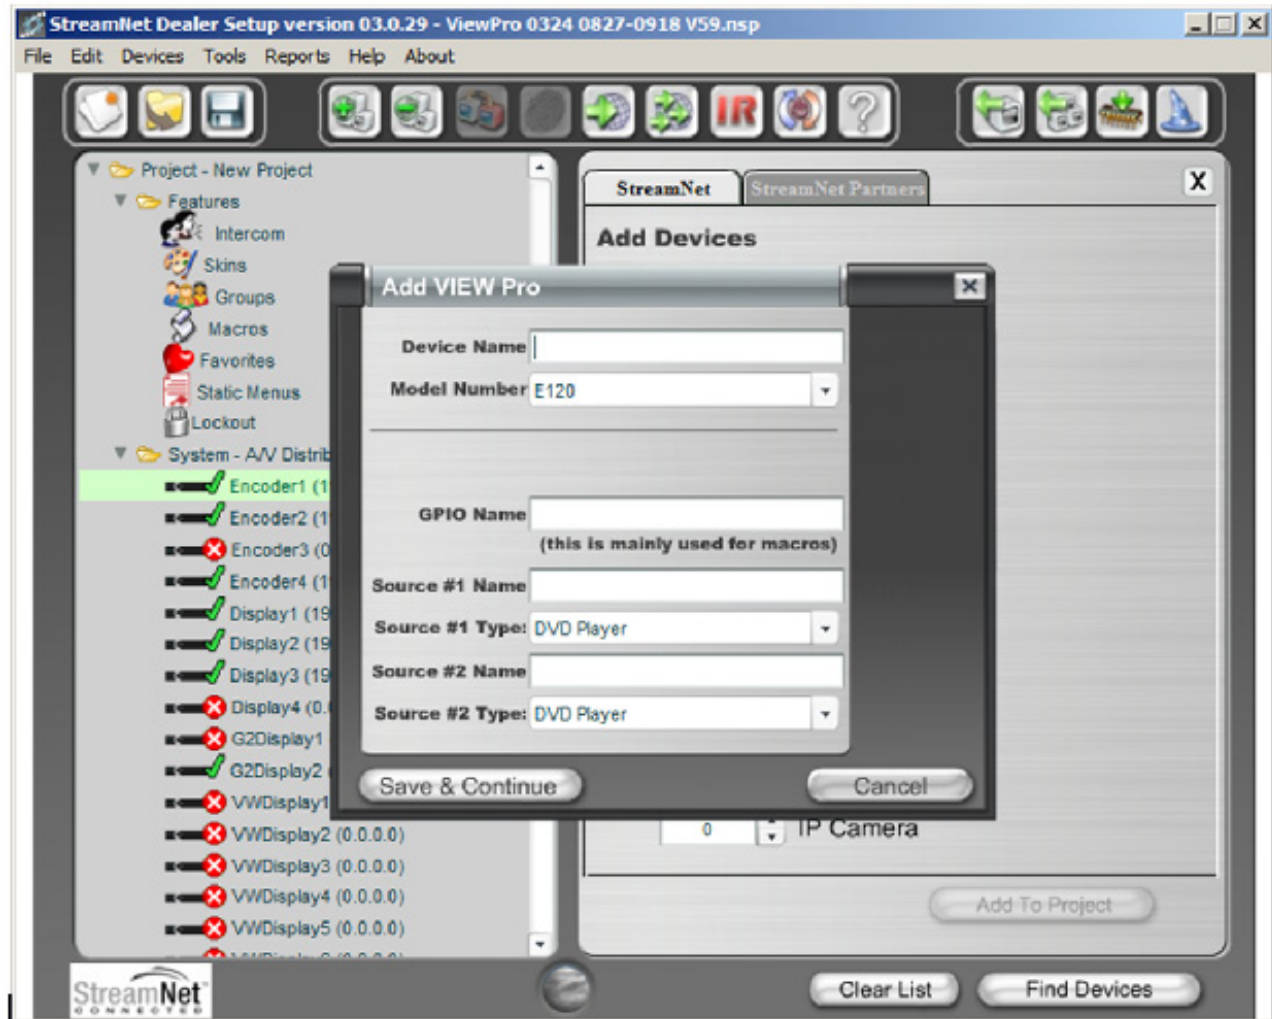 StreamNet Dealer Setup version 03.0.29 - ViewPro 0324 0827-0918 V59.nsp
File Edit Devices Tools Reports Help About
IR
Project - New Project
Features
Intercom
Skins
Groups
Macros
Favorites
Static Menus
Lockout
System - A/V Distrib
Encoder1 (1
Encoder2 (1
Encoder3 (0
Encoder4 (1
Display1 (19
Display2 (19
Display3 (19
Display4 (0.
G2Display1
G2Display2
VWDisplay1
VWDisplay2 (0.0.0.0)
VWDisplay3 (0.0.0.0)
VWDisplay4 (0.0.0.0)
VWDisplay5 (0.0.0.0)
StreamNet StreamNet Partners X
Add Devices
Add VIEW Pro
Device Name
Model Number E120
GPIO Name
(this is mainly used for macros)
Source #1 Name
Source #1 Type: DVD Player
Source #2 Name
Source #2 Type: DVD Player
Save & Continue Cancel
0 IP Camera
Add To Project
StreamNet
CONNECTED
Clear List Find Devices